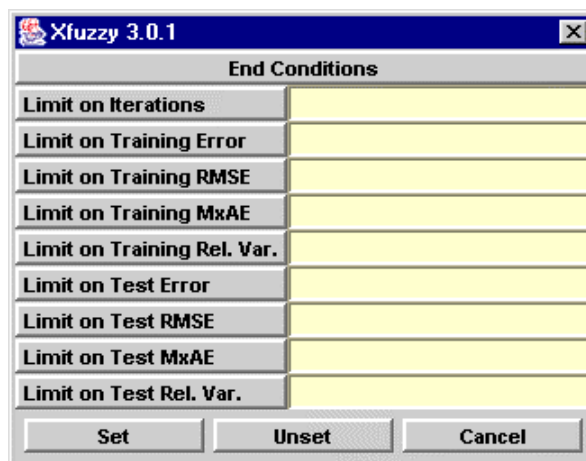 Xfuzzy 3.0.1
End Conditions
Limit on Iterations
Limit on Training Error
Limit on Training RMSE
Limit on Training MxAE
Limit on Training Rel. Var.
Limit on Test Error
Limit on Test RMSE
Limit on Test MxAE
Limit on Test Rel. Var.
Set Unset Cancel